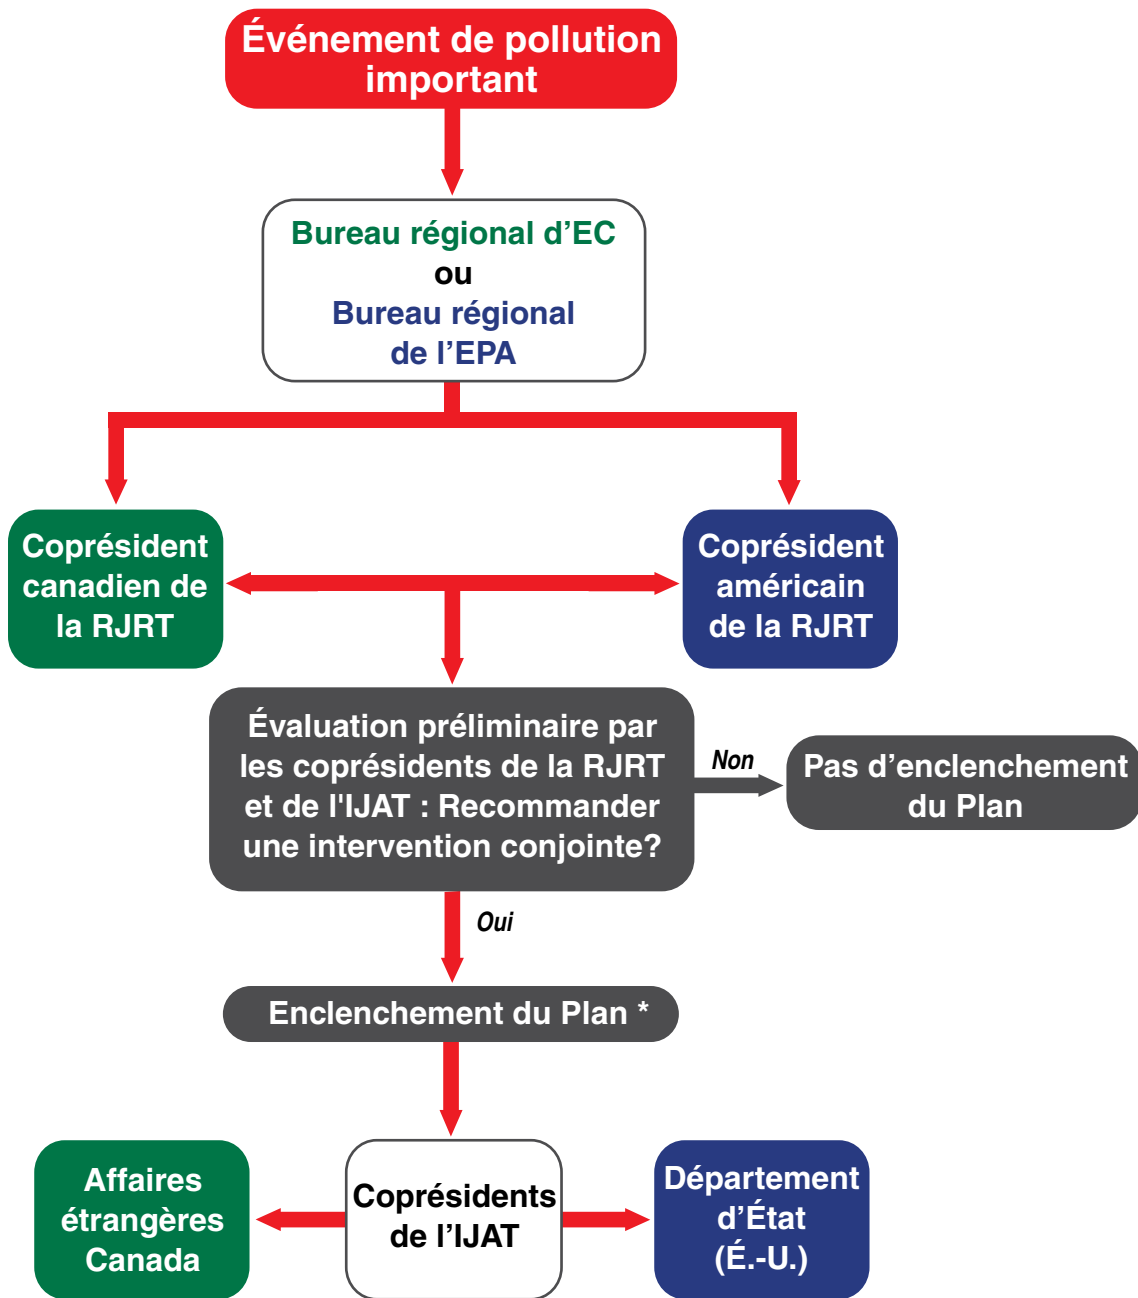 Événement de pollution
important
Bureau régional d’EC
ou
Bureau régional
de l’EPA
Coprésident
canadien de
la RJRT
Coprésident
américain
de la RJRT
Évaluation préliminaire par
les coprésidents de la RJRT
et de l'IJAT : Recommander
une intervention conjointe?
Non
Pas d’enclenchement
du Plan
Oui
Enclenchement du Plan *
Affaires
étrangères
Canada
Coprésidents
de l’IJAT
Département
d’État
(É.-U.)